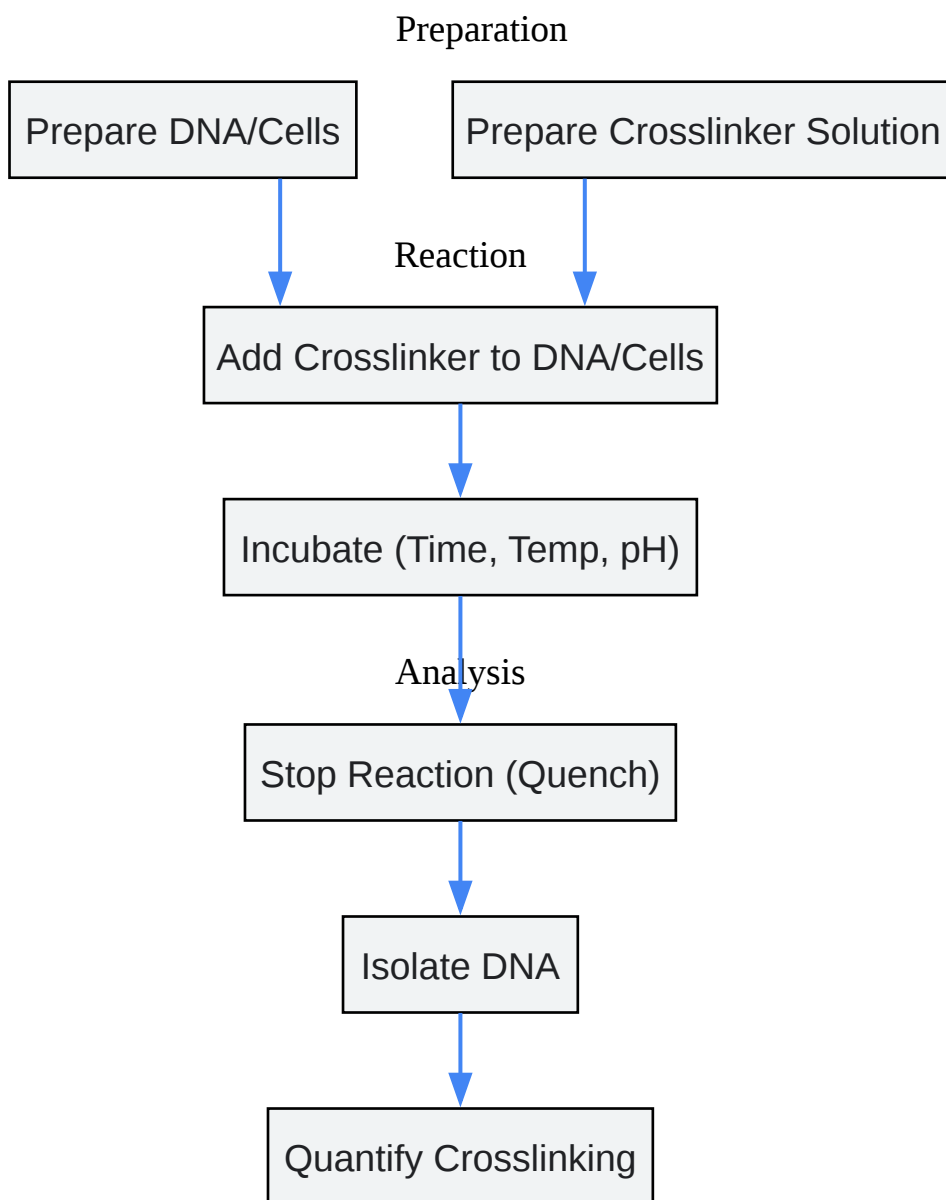 Preparation
Prepare DNA/Cells
Prepare Crosslinker Solution
Reaction
Add Crosslinker to DNA/Cells
Incubate (Time, Temp, pH)
Analysis
Stop Reaction (Quench)
Isolate DNA
Quantify Crosslinking